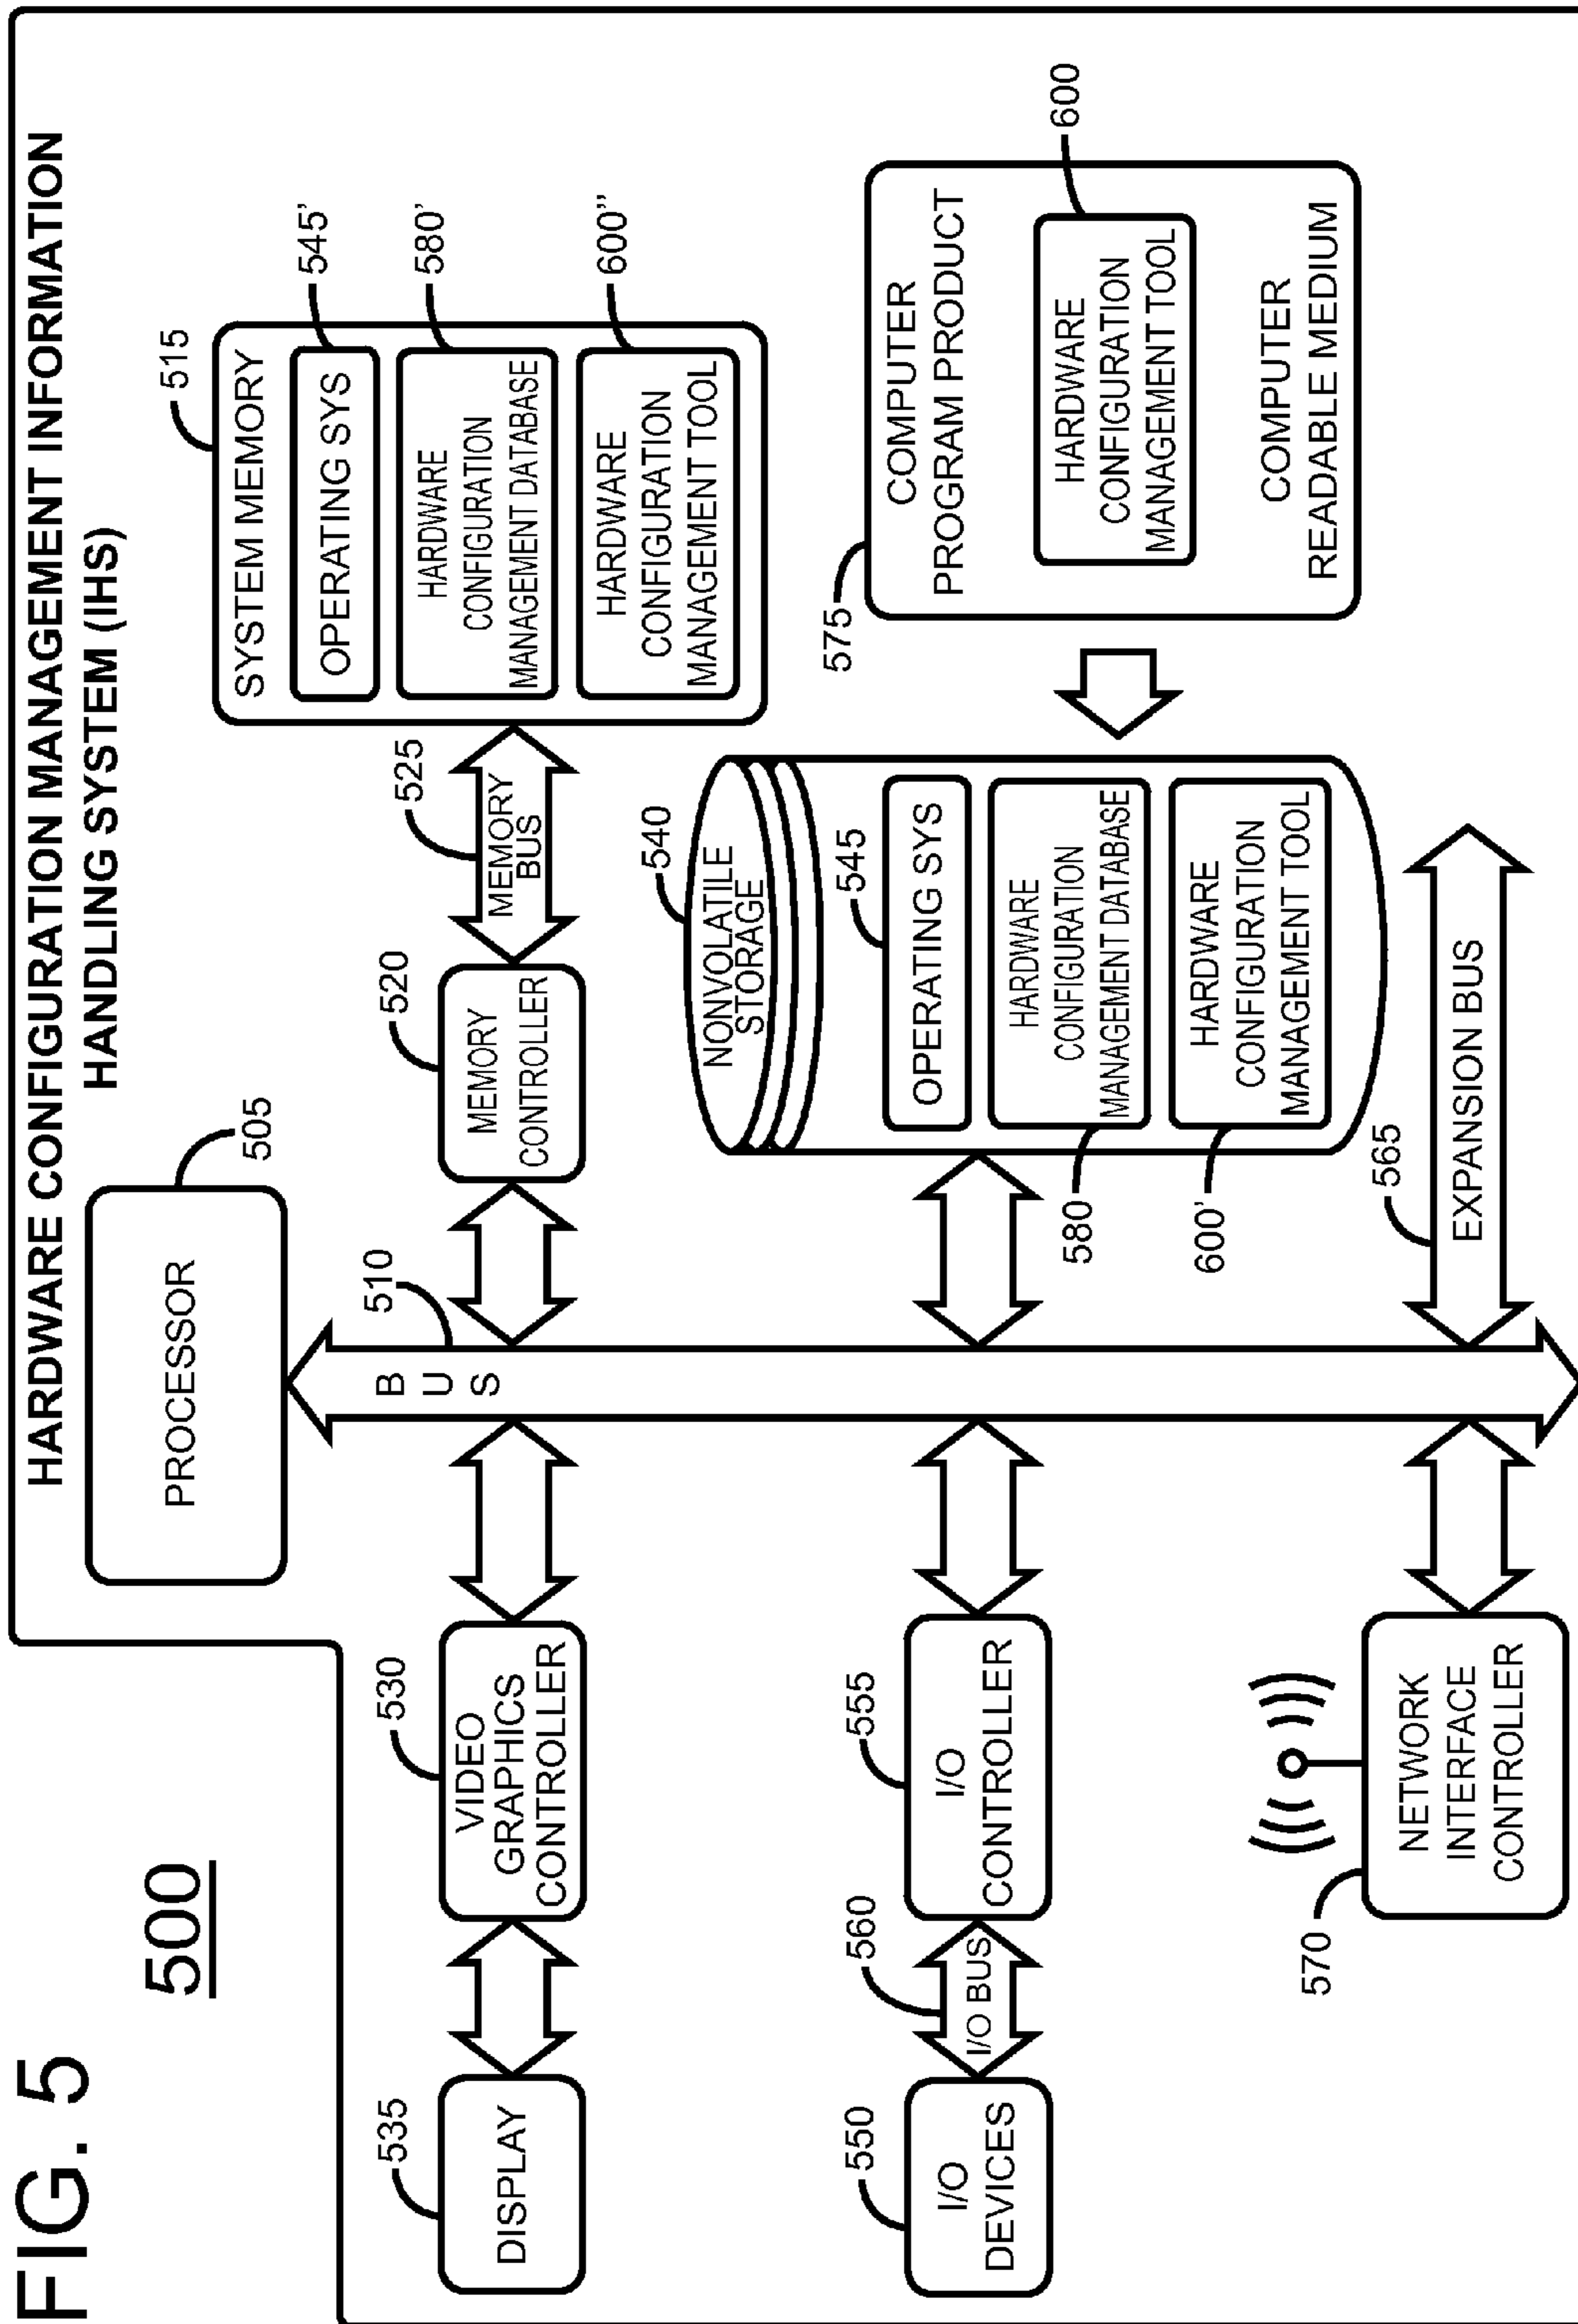 FIG. 5
500
HARDWARE CONFIGURATION MANAGEMENT INFORMATION
HANDLING SYSTEM (IHS)
PROCESSOR
505
510
B
U
S
535
DISPLAY
530
VIDEO
GRAPHICS
CONTROLLER
520
MEMORY
CONTROLLER
525
MEMORY
BUS
515
SYSTEM MEMORY
OPERATING SYS
545'
HARDWARE
CONFIGURATION
MANAGEMENT DATABASE
580'
HARDWARE
CONFIGURATION
MANAGEMENT TOOL
600''
550
I/O
DEVICES
560
I/O BUS
555
I/O
CONTROLLER
540
NONVOLATILE
STORAGE
545
OPERATING SYS
HARDWARE
CONFIGURATION
MANAGEMENT DATABASE
580
HARDWARE
CONFIGURATION
MANAGEMENT TOOL
600'
575
COMPUTER
PROGRAM PRODUCT
HARDWARE
CONFIGURATION
MANAGEMENT TOOL
600
COMPUTER
READABLE MEDIUM
570
NETWORK
INTERFACE
CONTROLLER
565
EXPANSION BUS